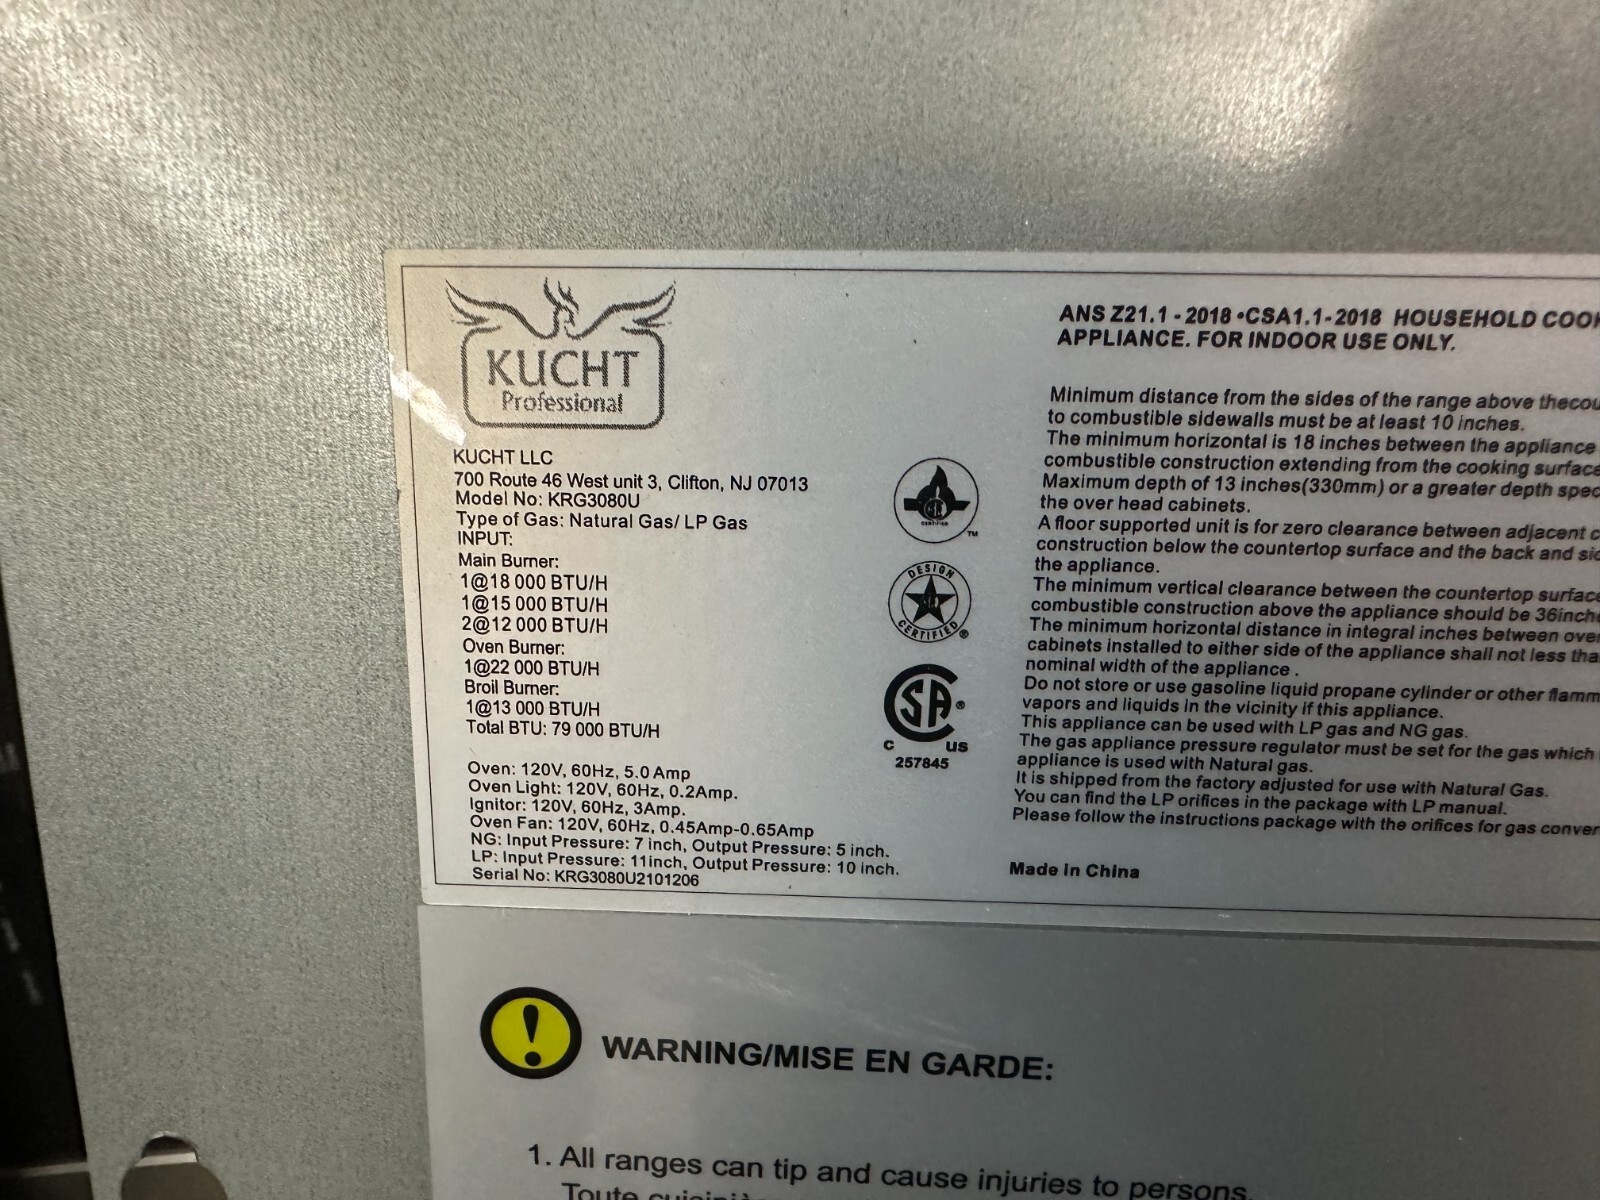 KUCHT
Professional
KUCHT LLC
700 Route 46 West unit 3, Clifton, NJ 07013
Model No: KRG3080U
Type of Gas: Natural Gas/ LP Gas
INPUT:
Main Burner:
1@18 000 BTU/H
1@15 000 BTU/H
2@12 000 BTU/H
Oven Burner:
1@22 000 BTU/H
Broil Burner:
1@13 000 BTU/H
Total BTU: 79 000 BTU/H
Oven: 120V, 60Hz, 5.0 Amp
Oven Light: 120V, 60Hz, 0.2Amp.
Ignitor: 120V, 60Hz, 3Amp.
Oven Fan: 120V, 60Hz, 0.45Amp-0.65Amp
NG: Input Pressure: 7 inch, Output Pressure: 5 inch.
LP: Input Pressure: 11inch, Output Pressure: 10 inch.
Serial No: KRG3080U2101206
CERTIFIED
TM
DESIGN
CERTIFIED
®
CSA®
C US
257845
ANS Z21.1 - 2018 •CSA1.1-2018 HOUSEHOLD COO
APPLIANCE. FOR INDOOR USE ONLY.
Minimum distance from the sides of the range above thecou
to combustible sidewalls must be at least 10 inches.
The minimum horizontal is 18 inches between the appliance
combustible construction extending from the cooking surface
Maximum depth of 13 inches(330mm) or a greater depth spec
the over head cabinets.
A floor supported unit is for zero clearance between adjacent c
construction below the countertop surface and the back and sid
the appliance.
The minimum vertical clearance between the countertop surface
combustible construction above the appliance should be 36inch
The minimum horizontal distance in integral inches between over
cabinets installed to either side of the appliance shall not less tha
nominal width of the appliance .
Do not store or use gasoline liquid propane cylinder or other flamm
vapors and liquids in the vicinity if this appliance.
This appliance can be used with LP gas and NG gas.
The gas appliance pressure regulator must be set for the gas which
appliance is used with Natural gas.
It is shipped from the factory adjusted for use with Natural Gas.
You can find the LP orifices in the package with LP manual.
Please follow the instructions package with the orifices for gas conver
Made in China
WARNING/MISE EN GARDE:
1. All ranges can tip and cause injuries to persons.
Toute